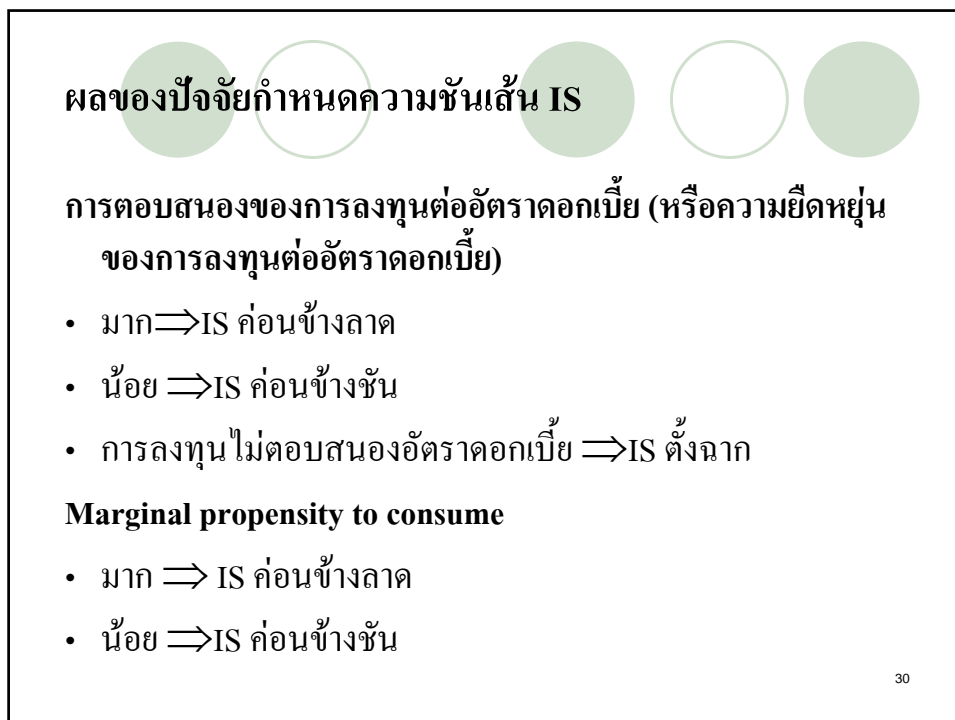 ผลของปัจจัยกำหนดความชันเส้น IS
การตอบสนองของการลงทุนต่ออัตราดอกเบี้ย (หรือความยืดหยุ่น
ของการลงทุนต่ออัตราดอกเบี้ย)
• มาก⇒IS ค่อนข้างลาด
• น้อย ⇒IS ค่อนข้างชัน
• การลงทุนไม่ตอบสนองอัตราดอกเบี้ย ⇒IS ตั้งฉาก
Marginal propensity to consume
• มาก ⇒ IS ค่อนข้างลาด
• น้อย ⇒IS ค่อนข้างชัน
30